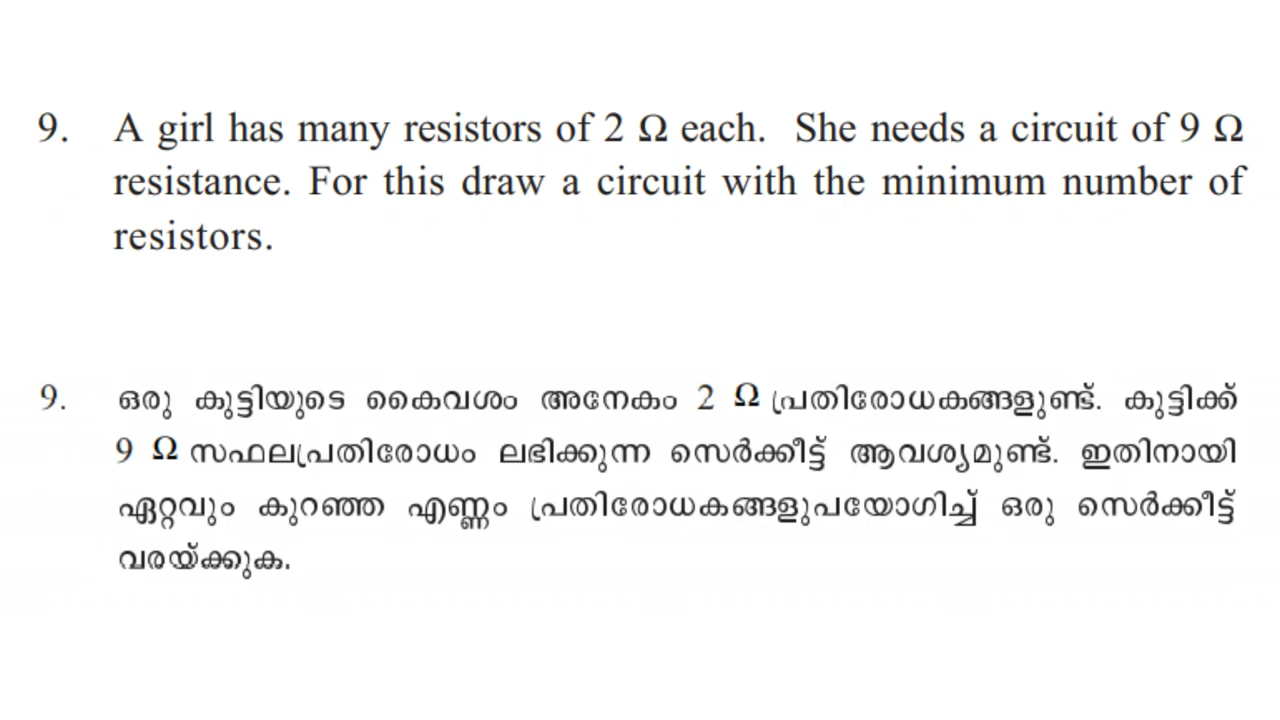 9. A girl has many resistors of 2 Ω each. She needs a circuit of 9 Ω
resistance. For this draw a circuit with the minimum number of
resistors.
9. ഒരു കുട്ടിയുടെ കൈവശം അനേകം 2 Ω പ്രതിരോധകങ്ങളുണ്ട്. കുട്ടിക്ക്
9 Ω സഫലപ്രതിരോധം ലഭിക്കുന്ന സെർക്കീട്ട് ആവശ്യമുണ്ട്. ഇതിനായി
ഏറ്റവും കുറഞ്ഞ എണ്ണം പ്രതിരോധകങ്ങളുപയോഗിച്ച് ഒരു സെർക്കീട്ട്
വരയ്ക്കുക.